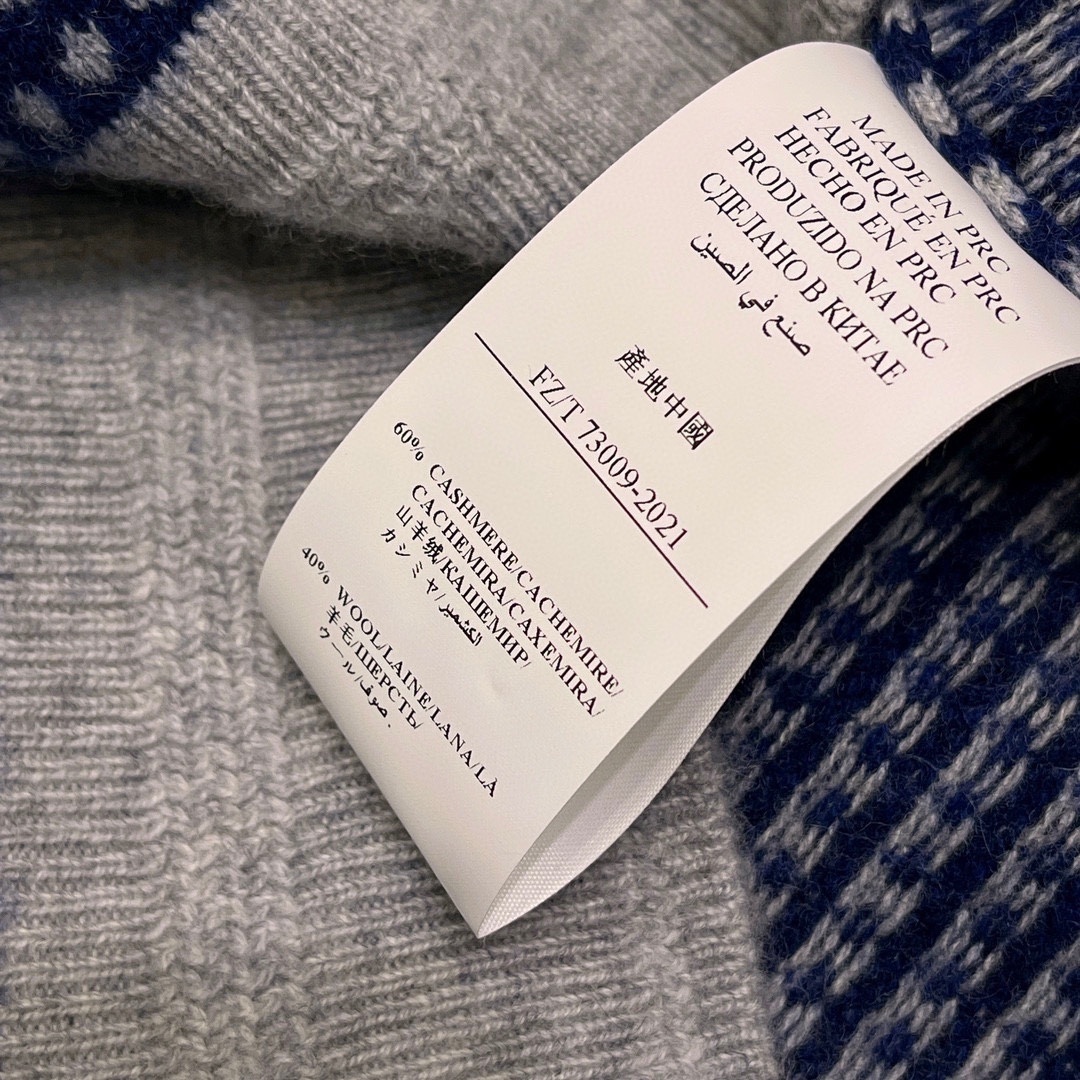 MADE IN PRC
FABRIQUÉ EN PRC
HECHO EN PRC
PRODUZIDO NA PRC
СДЕЛАНО В КИТАЕ
صنع في الصين
產地中國
FZ/T 73009-2021
60% CASHMERE/CACHEMIRE/
CACHEMIRA/CAXEMIRA/
山羊绒/КАШЕМИР/
カシミヤ/الكشمير
40% WOOL/LAINE/LANA/LÃ
羊毛/ШЕРСТЬ/
ウール/صوف.